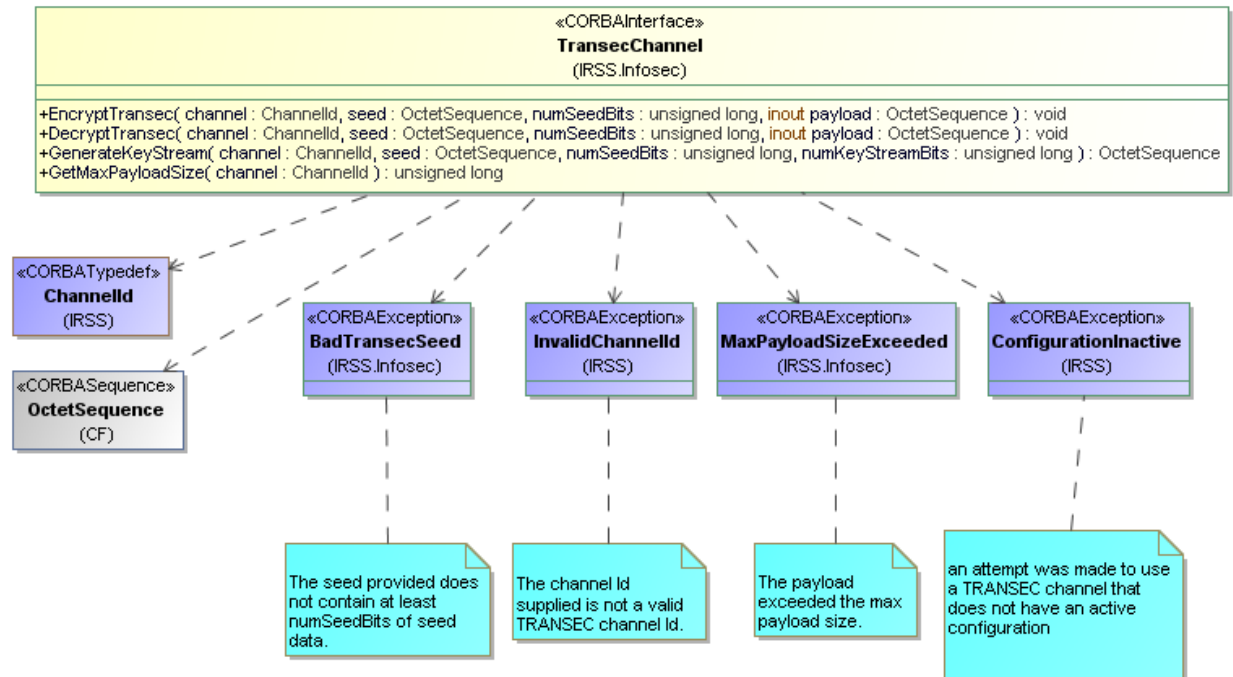 «CORBAInterface»
TransecChannel
(IRSS.Infosec)
+EncryptTransec( channel : ChannelId, seed : OctetSequence, numSeedBits : unsigned long, inout payload : OctetSequence ) : void
+DecryptTransec( channel : ChannelId, seed : OctetSequence, numSeedBits : unsigned long, inout payload : OctetSequence ) : void
+GenerateKeyStream( channel : ChannelId, seed : OctetSequence, numSeedBits : unsigned long, numKeyStreamBits : unsigned long ) : OctetSequence
+GetMaxPayloadSize( channel : ChannelId ) : unsigned long
«CORBATypedef»
ChannelId
(IRSS)
«CORBASequence»
OctetSequence
(CF)
«CORBAException»
BadTransecSeed
(IRSS.Infosec)
«CORBAException»
InvalidChannelId
(IRSS)
«CORBAException»
MaxPayloadSizeExceeded
(IRSS.Infosec)
«CORBAException»
ConfigurationInactive
(IRSS)
The seed provided does
not contain at least
numSeedBits of seed
data.
The channel Id
supplied is not a valid
TRANSEC channel Id.
The payload
exceeded the max
payload size.
an attempt was made to use
a TRANSEC channel that
does not have an active
configuration